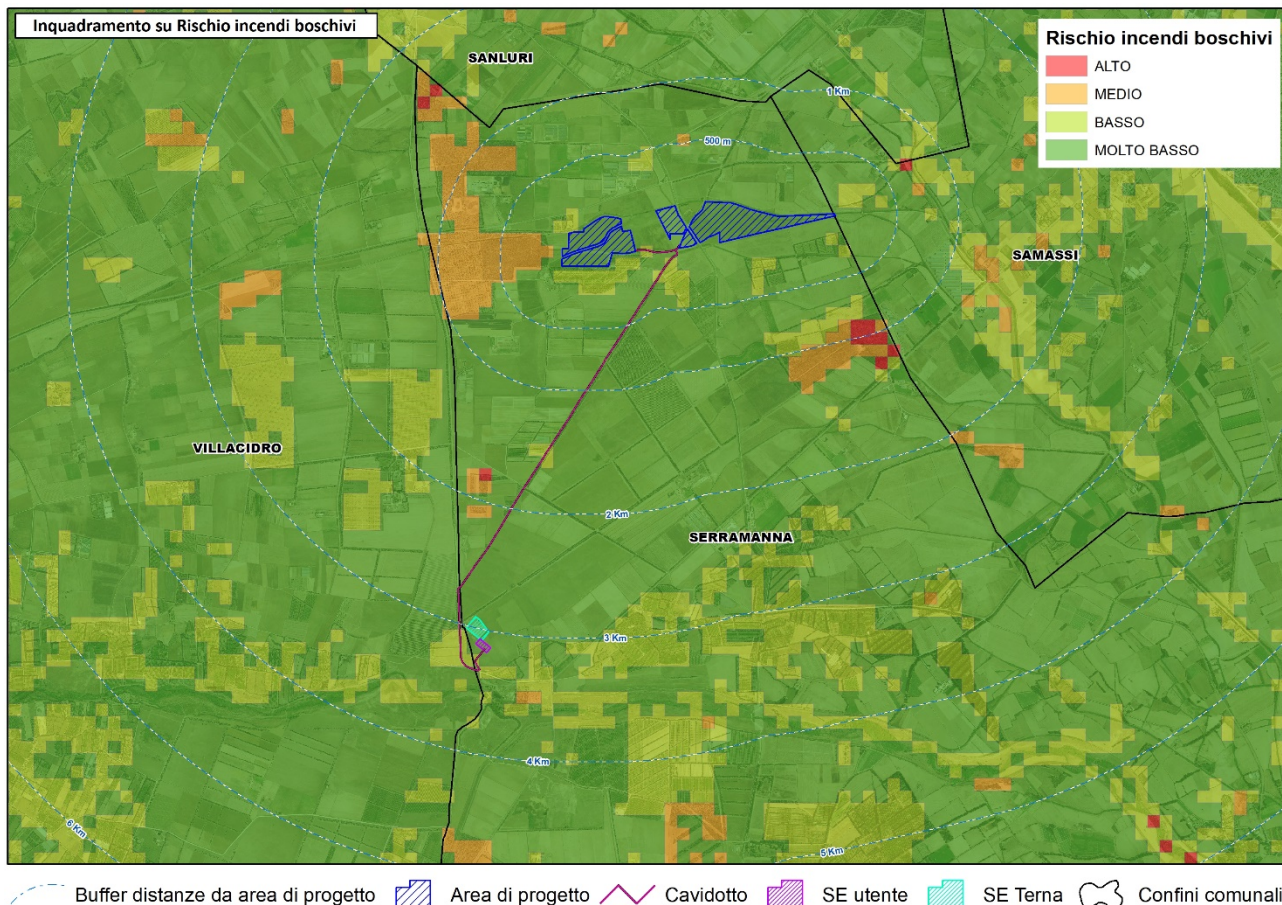 Inquadramento su Rischio incendi boschivi
SANLURI
Rischio incendi boschivi
ALTO
MEDIO
BASSO
MOLTO BASSO
1 Km
500 m
SAMASSI
VILLACIDRO
2 Km
SERRAMANNA
3 Km
4 Km
6 Km
5 Km
Buffer distanze da area di progetto
Area di progetto
Cavidotto
SE utente
SE Terna
Confini comunali